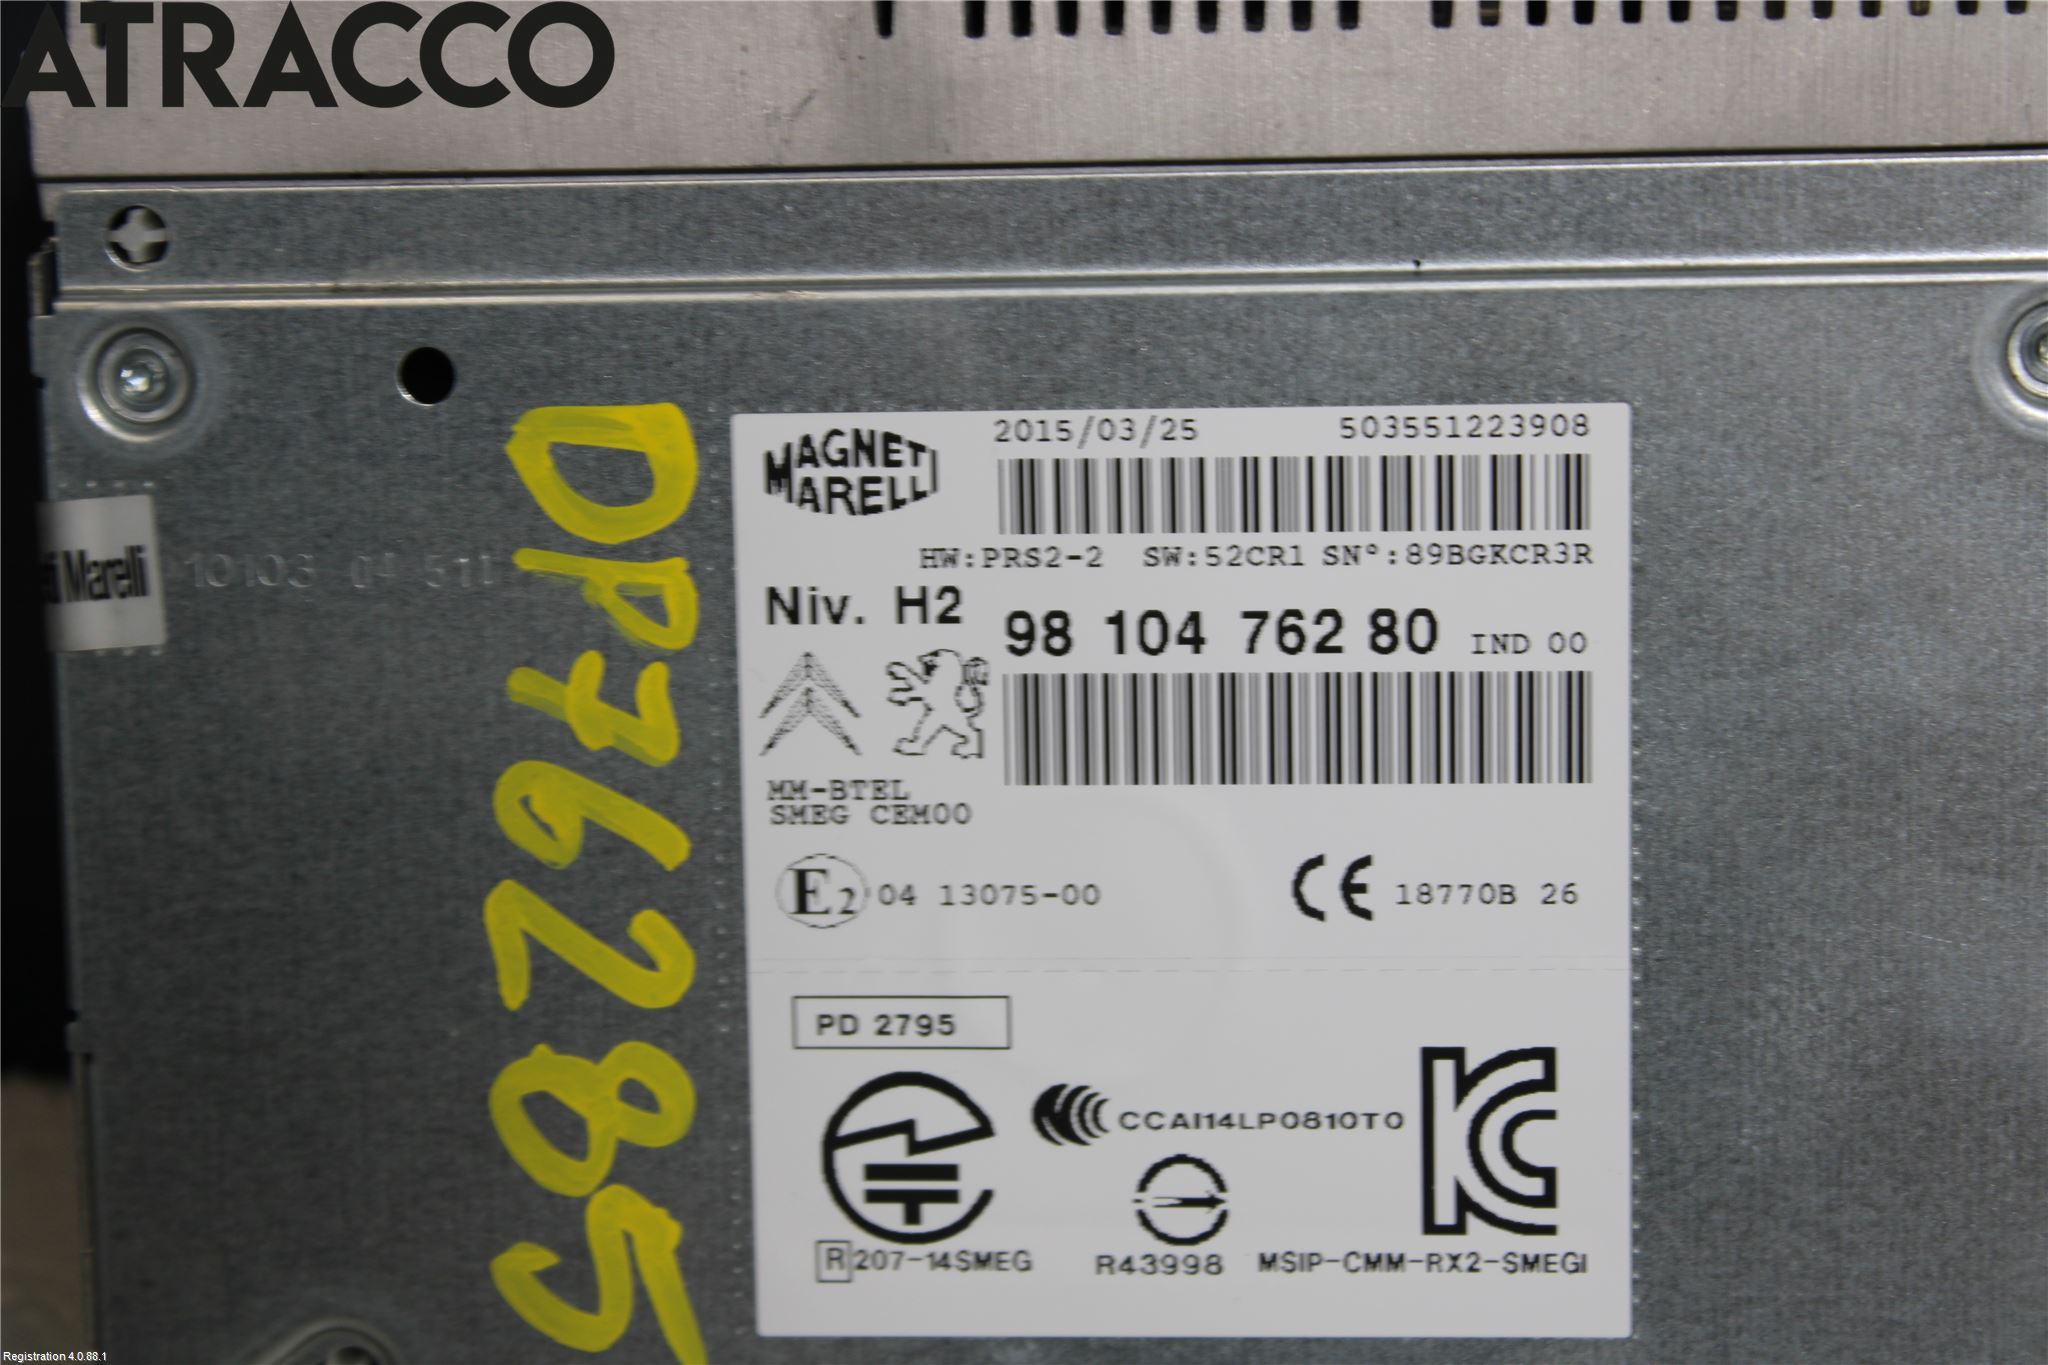 ATRACCO
MAGNETI
MARELLI
2015/03/25 503551223908
HW:PRS2-2 SW:52CR1 SN°:89BGKCR3R
Niv. H2 98 104 762 80 IND 00
MM-BTEL
SMEG CEM00
E2 04 13075-00 CE 18770B 26
PD 2795
CCAI14LP0810T0
R 207-14SMEG R43998 MSIP-CMM-RX2-SMEGI
Marelli
DP76285
Registration 4.0.88.1